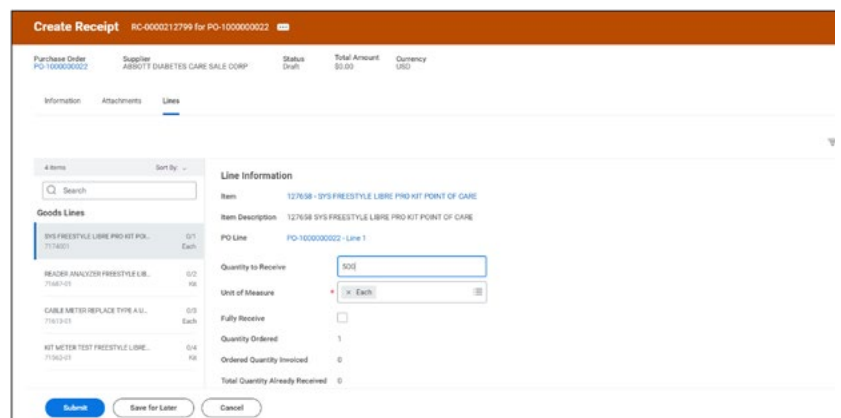 Create Receipt RC-0000212799 for PO-1000000022
Purchase Order Supplier Status Total Amount Currency
PO-1000000022 ABBOTT DIABETES CARE SALE CORP Draft $0.00 USD
Information Attachments Lines
4 items Sort By:
Search
Line Information
Item 127658 - SYS FREESTYLE LIBRE PRO KIT POINT OF CARE
Goods Lines
Item Description 127658 SYS FREESTYLE LIBRE PRO KIT POINT OF CARE
SYS FREESTYLE LIBRE PRO KIT POI... 0/1
Each
PO Line PO-1000000022 - Line 1
READER ANALYZER FREESTYLE LIB... 0/2
71687-01 Kit
Quantity to Receive 500
Unit of Measure * × Each
CABLE METER REPLACE TYPE A U... 0/3
71613-01 Each
Fully Receive
Quantity Ordered 1
KIT METER TEST FREESTYLE LIBRE... 0/4
71562-01 Kit
Ordered Quantity Invoiced 0
Total Quantity Already Received 0
Submit Save for Later Cancel